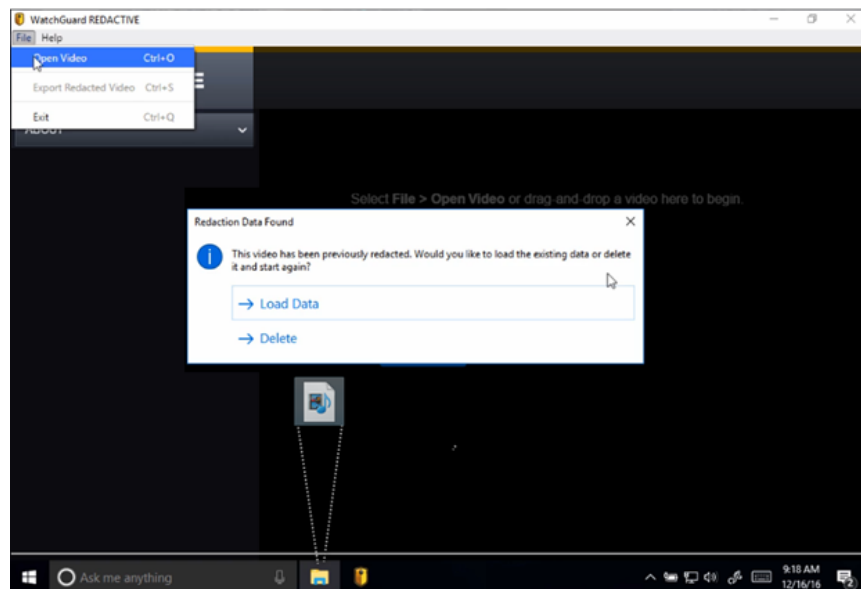 WatchGuard REDACTIVE
File Help
Open Video Ctrl+O
Export Redacted Video Ctrl+S
Exit Ctrl+Q
ABOUT
Select File > Open Video or drag-and-drop a video here to begin.
Redaction Data Found
This video has been previously redacted. Would you like to load the existing data or delete
it and start again?
→ Load Data
→ Delete
Ask me anything
9:18 AM
12/16/16
2